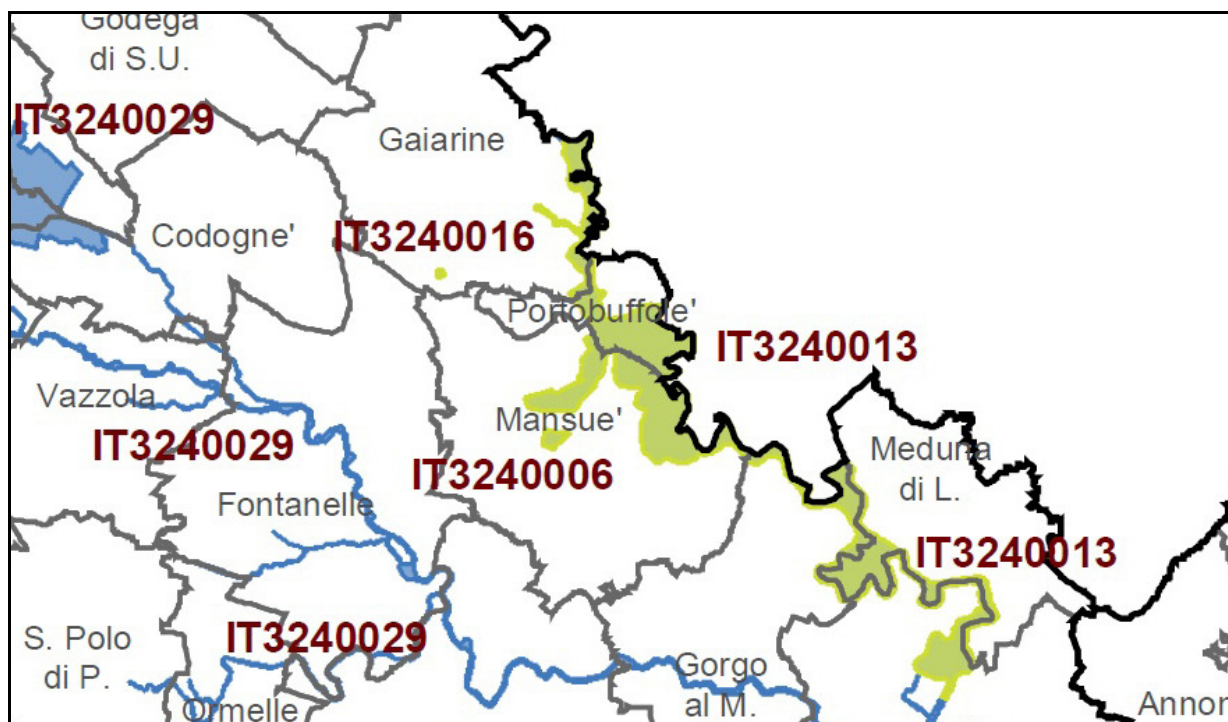 Godega
di S.U.
IT3240029
Gaiarine
Codogne'
IT3240016
Portobuffole'
IT3240013
Vazzola
Mansue'
IT3240029
IT3240006
Meduna
di L.
Fontanelle
IT3240013
IT3240029
S. Polo
di P.
Gorgo
al M.
Ormelle
Annon